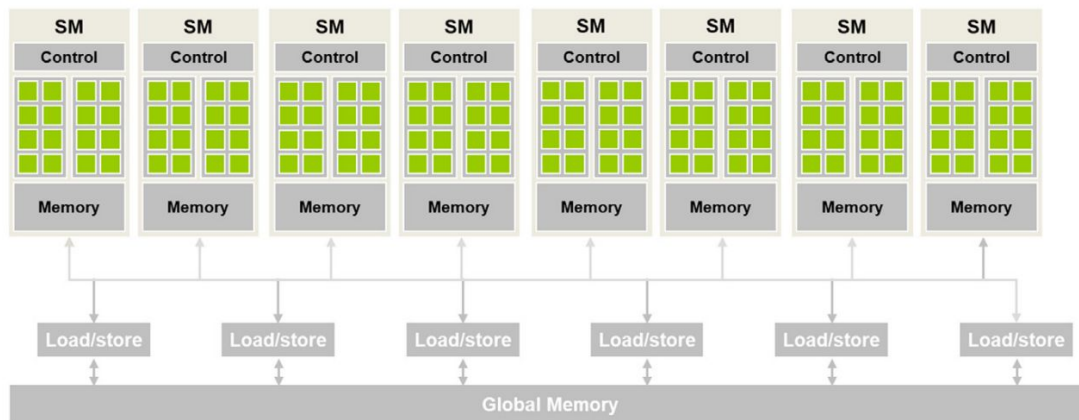 SM SM SM SM SM SM SM SM
Control Control Control Control Control Control Control Control
Memory Memory Memory Memory Memory Memory Memory Memory
Load/store Load/store Load/store Load/store Load/store Load/store
Global Memory